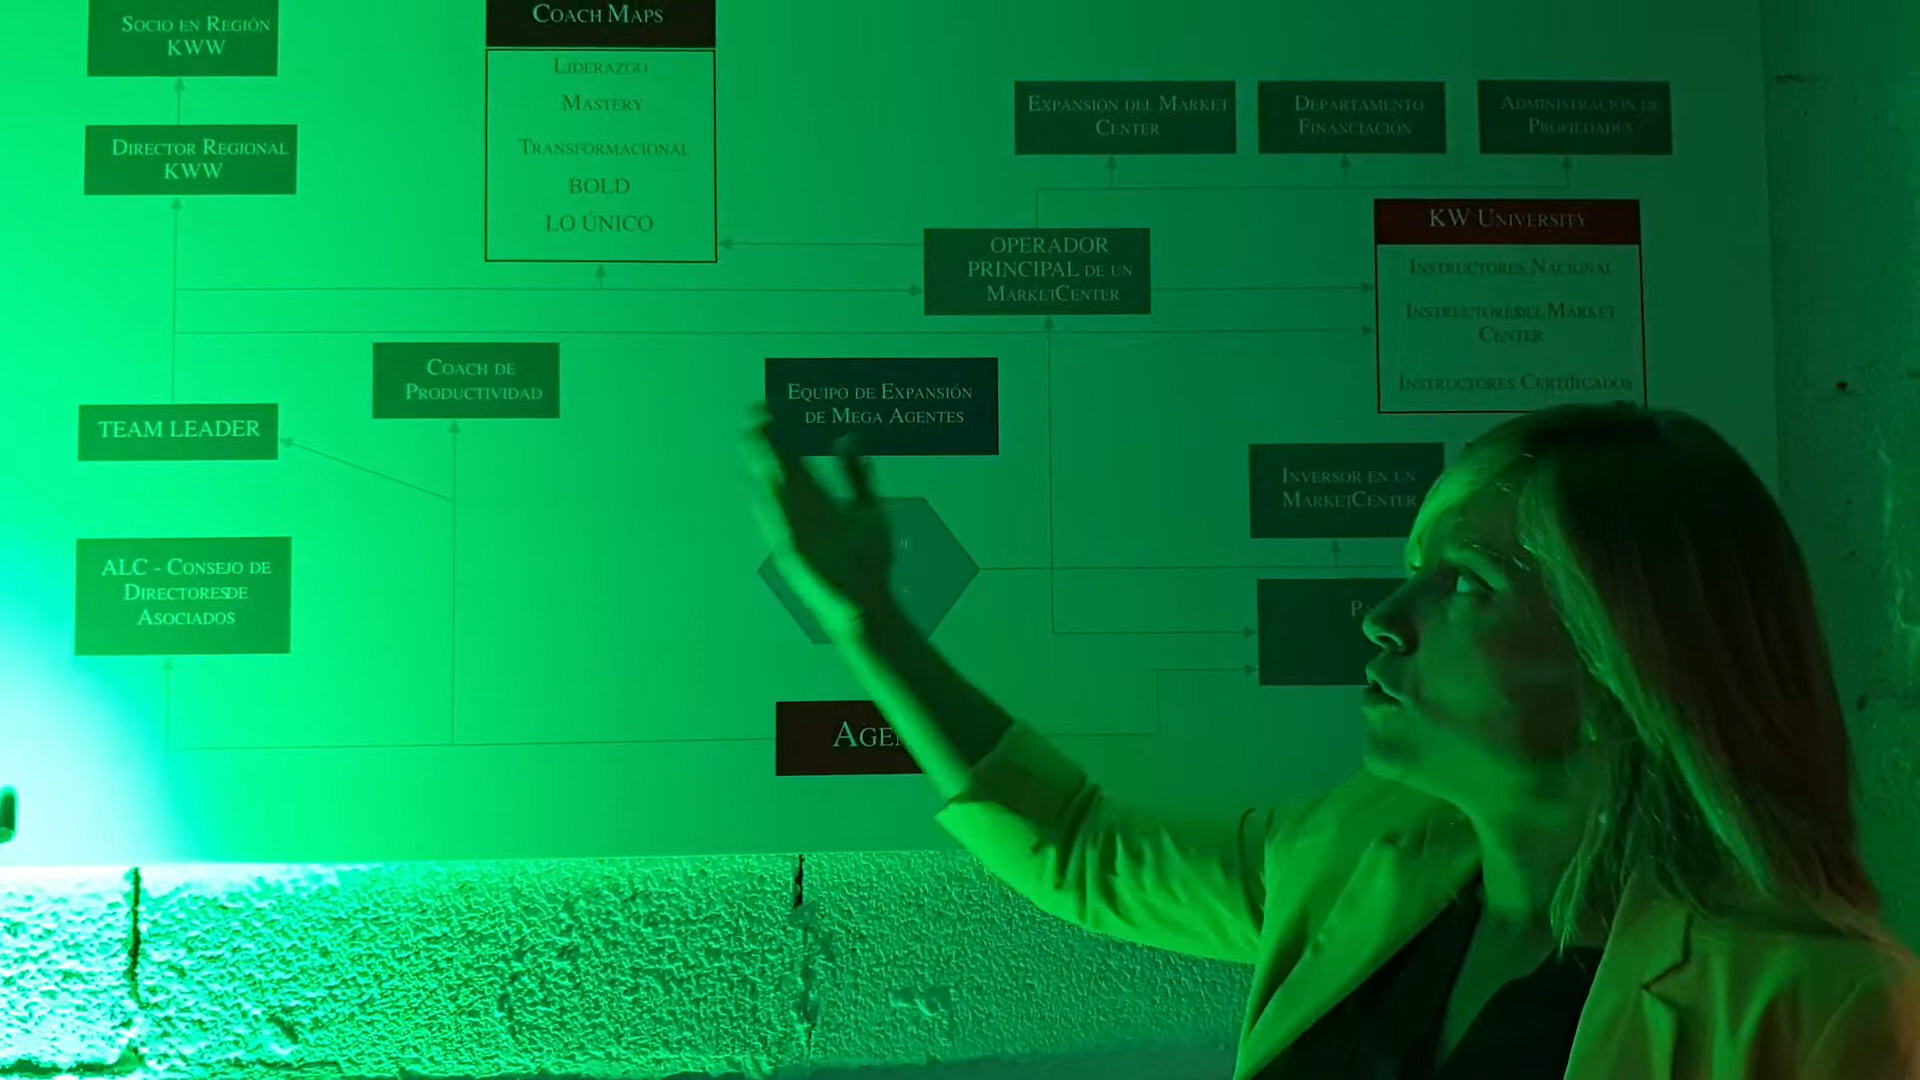 SOCIO EN REGIÓN
KWW
DIRECTOR REGIONAL
KWW
TEAM LEADER
ALC - CONSEJO DE
DIRECTORES DE
ASOCIADOS
COACH MAPS
LIDERAZGO
MASTERY
TRANSFORMACIONAL
BOLD
LO ÚNICO
COACH DE
PRODUCTIVIDAD
EXPANSIÓN DEL MARKET
CENTER
DEPARTAMENTO
FINANCIACIÓN
ADMINISTRACIÓN DE
PROPIEDADES
OPERADOR
PRINCIPAL DE UN
MARKETCENTER
KW UNIVERSITY
INSTRUCTORES NACIONAL
INSTRUCTORES DEL MARKET
CENTER
INSTRUCTORES CERTIFICADOS
EQUIPO DE EXPANSIÓN
DE MEGA AGENTES
INVERSOR EN UN
MARKETCENTER